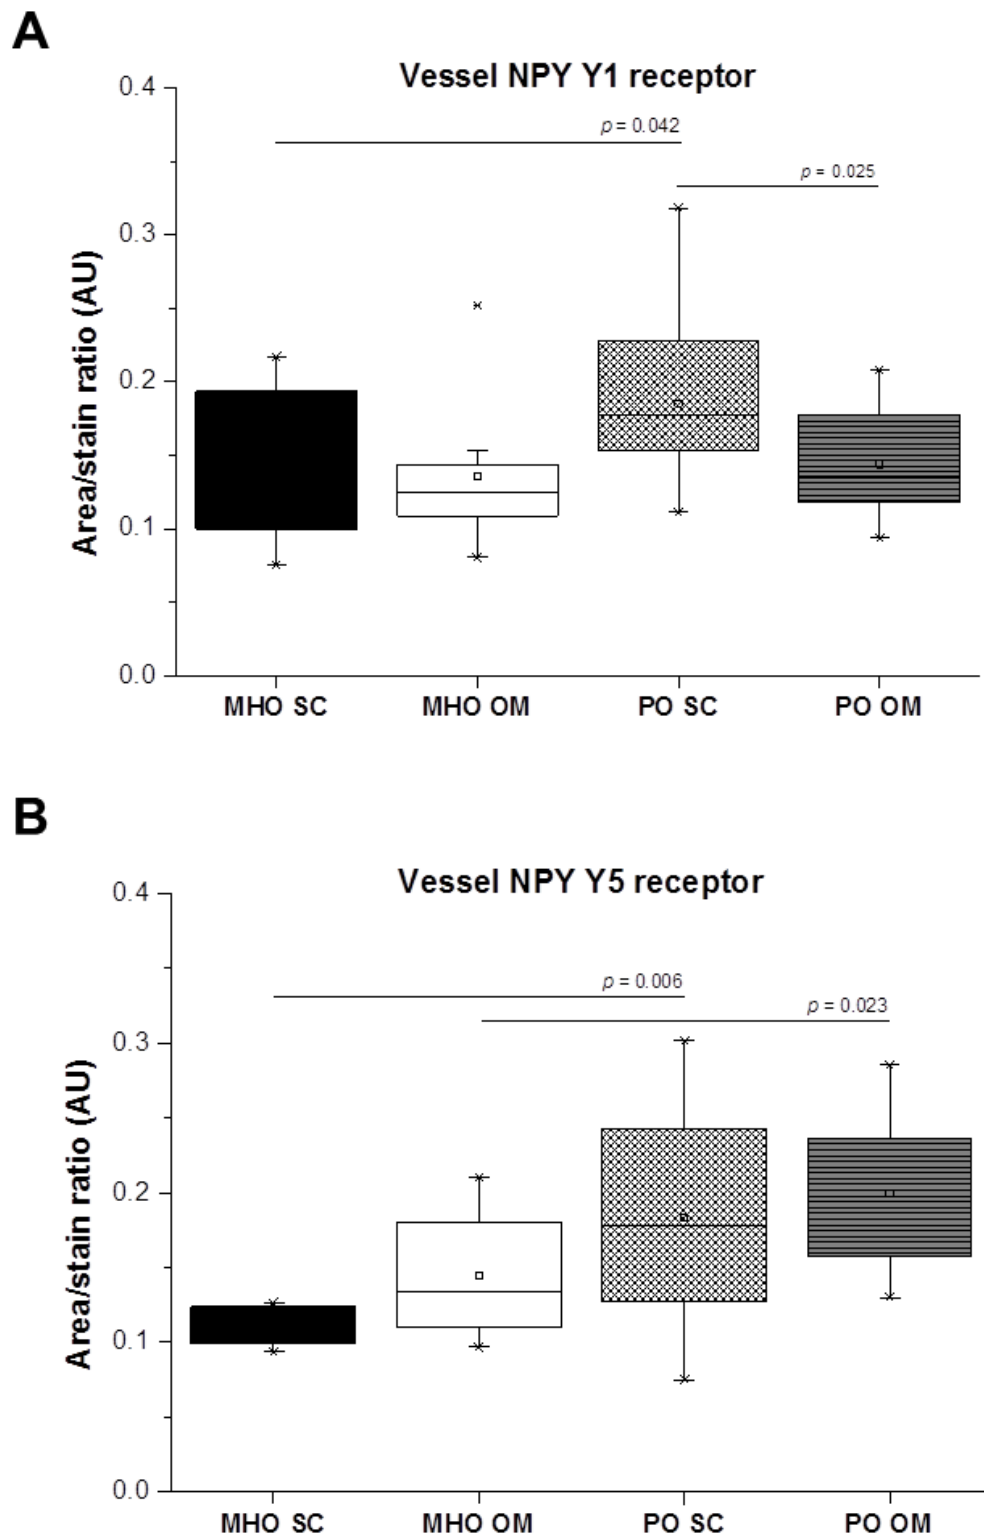 A
Vessel NPY Y1 receptor
0.4
p = 0.042
p = 0.025
0.3
Area/stain ratio (AU)
0.2
0.1
0.0
MHO SC MHO OM PO SC PO OM
B
Vessel NPY Y5 receptor
0.4
p = 0.006
p = 0.023
0.3
Area/stain ratio (AU)
0.2
0.1
0.0
MHO SC MHO OM PO SC PO OM